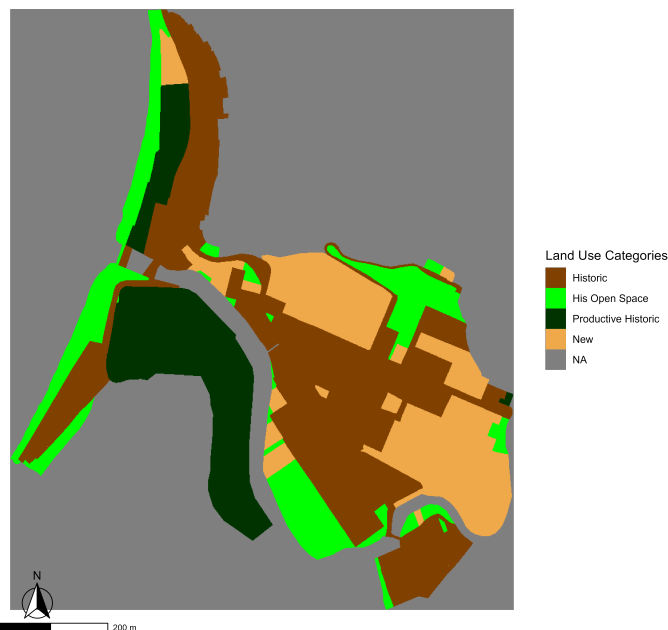 Land Use Categories
Historic
His Open Space
Productive Historic
New
NA
N
200 m